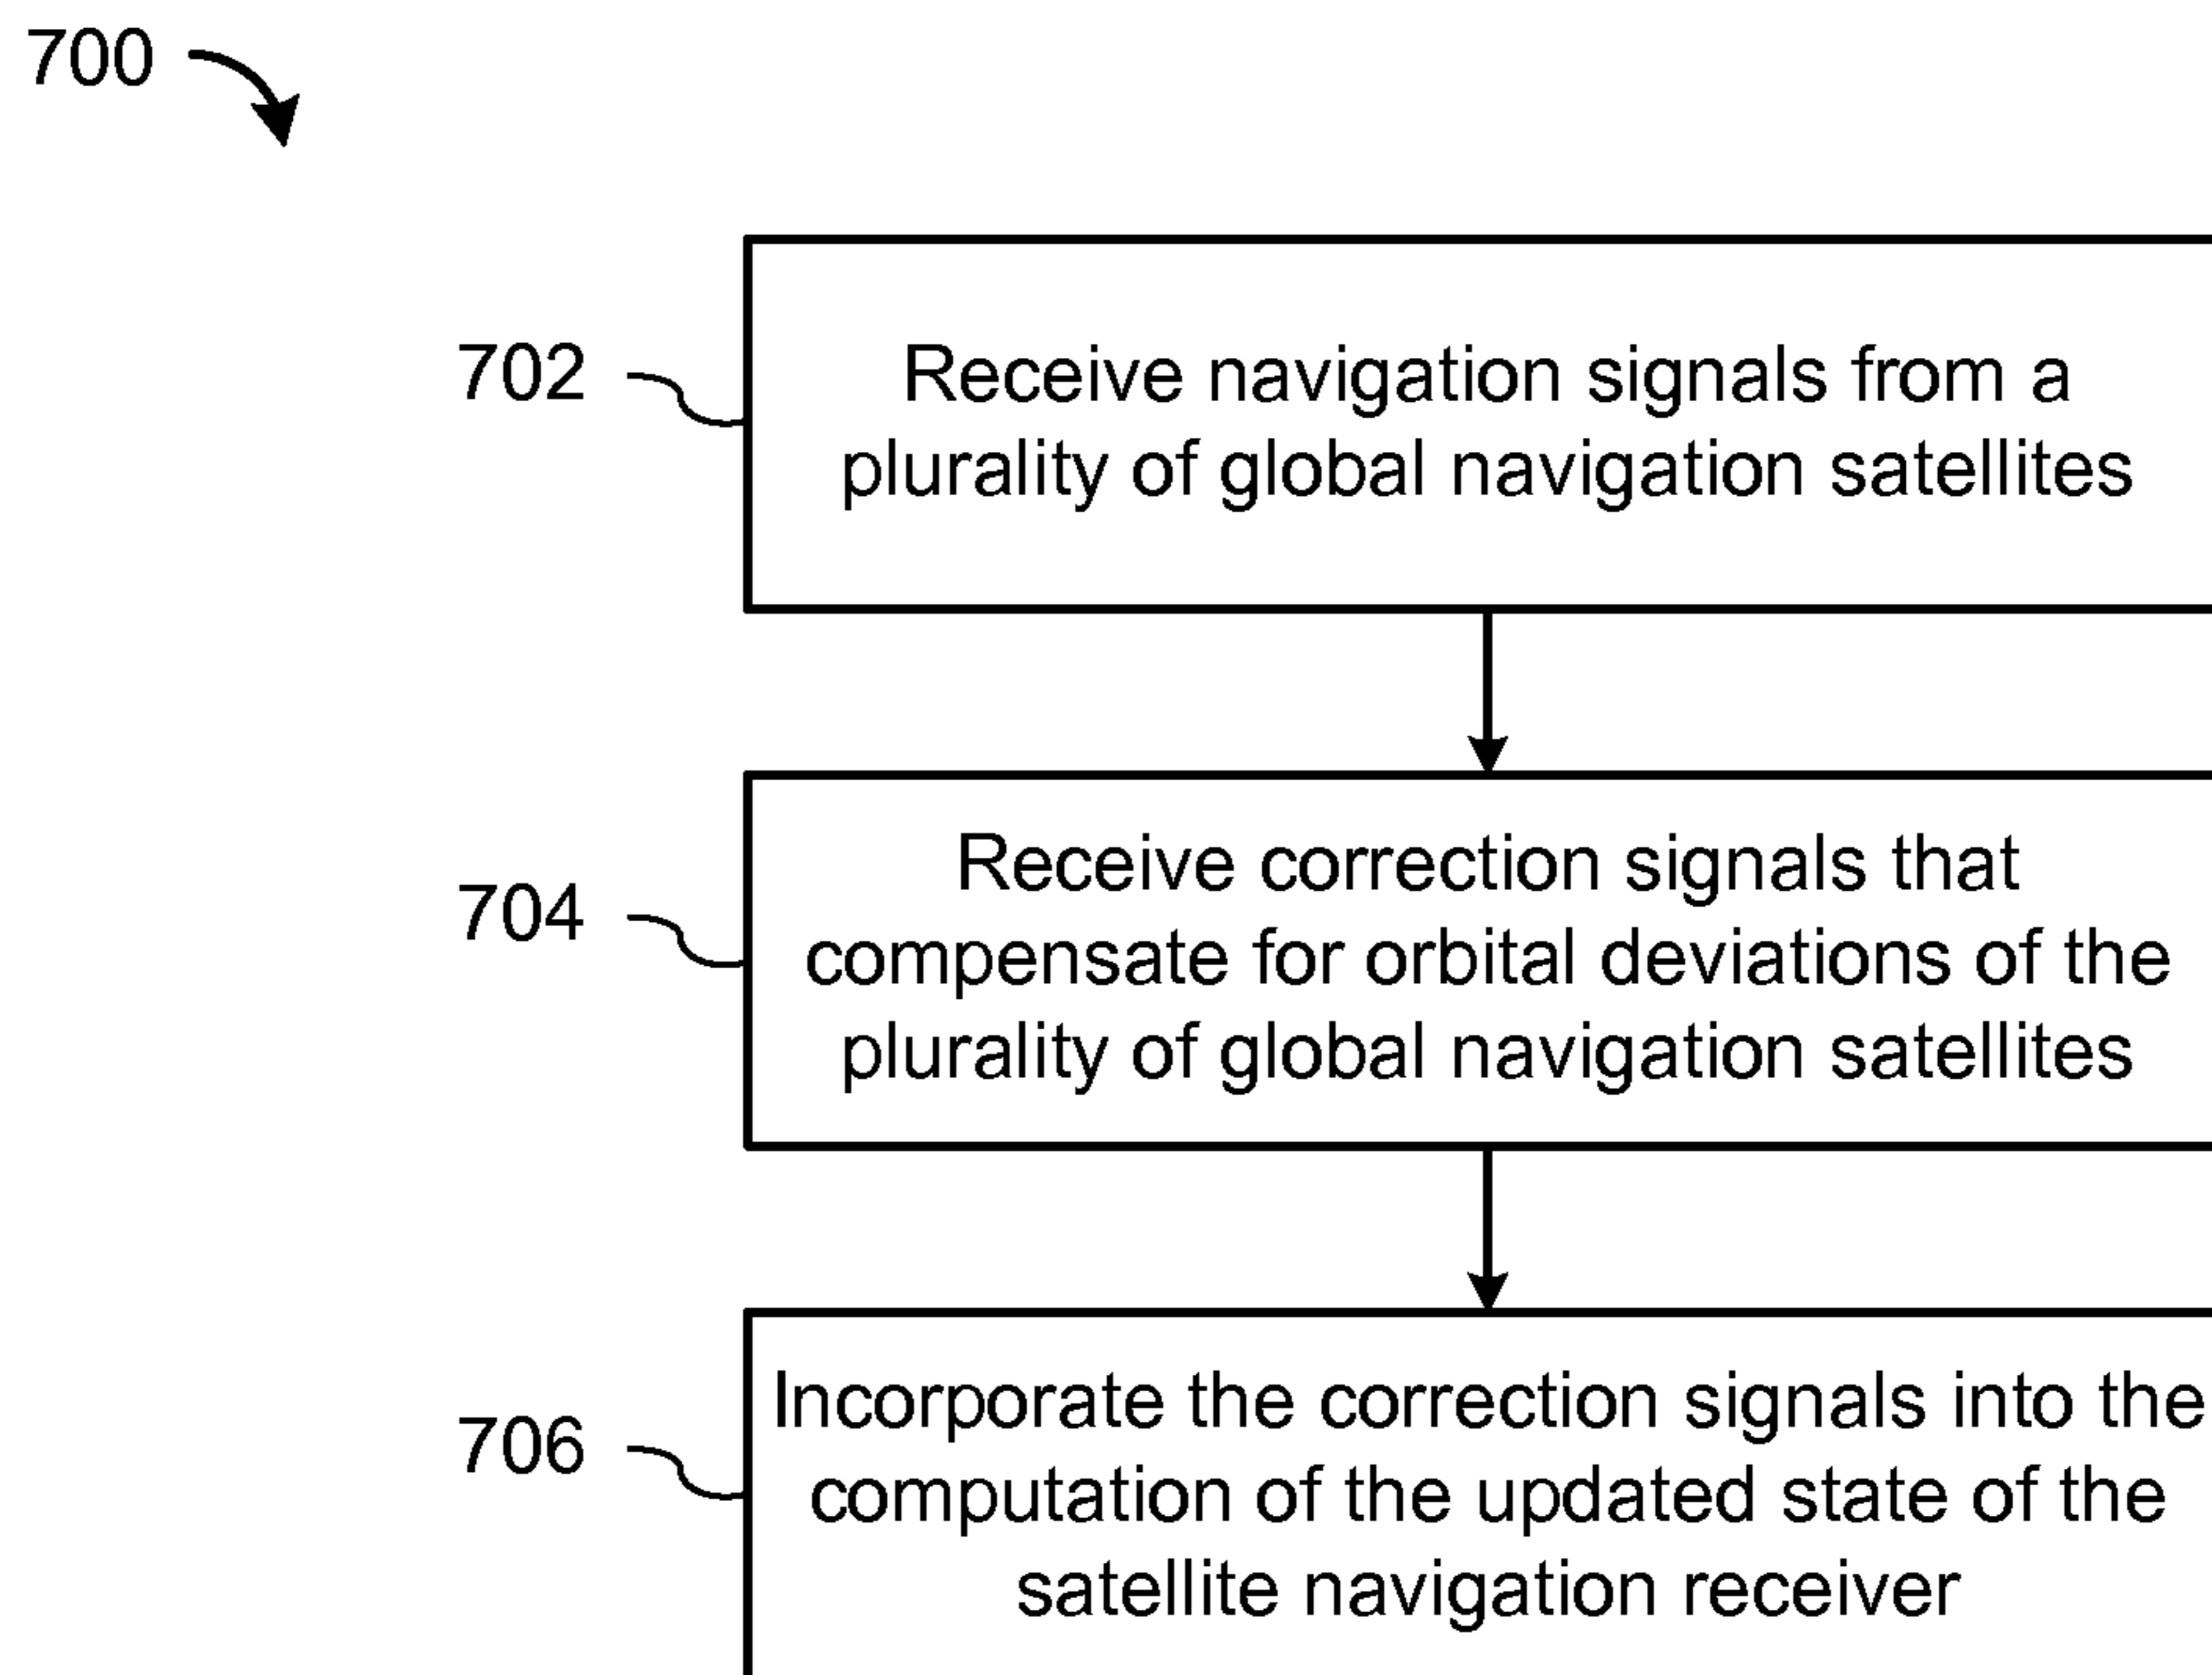 700
702
Receive navigation signals from a
plurality of global navigation satellites
704
Receive correction signals that
compensate for orbital deviations of the
plurality of global navigation satellites
706
Incorporate the correction signals into the
computation of the updated state of the
satellite navigation receiver